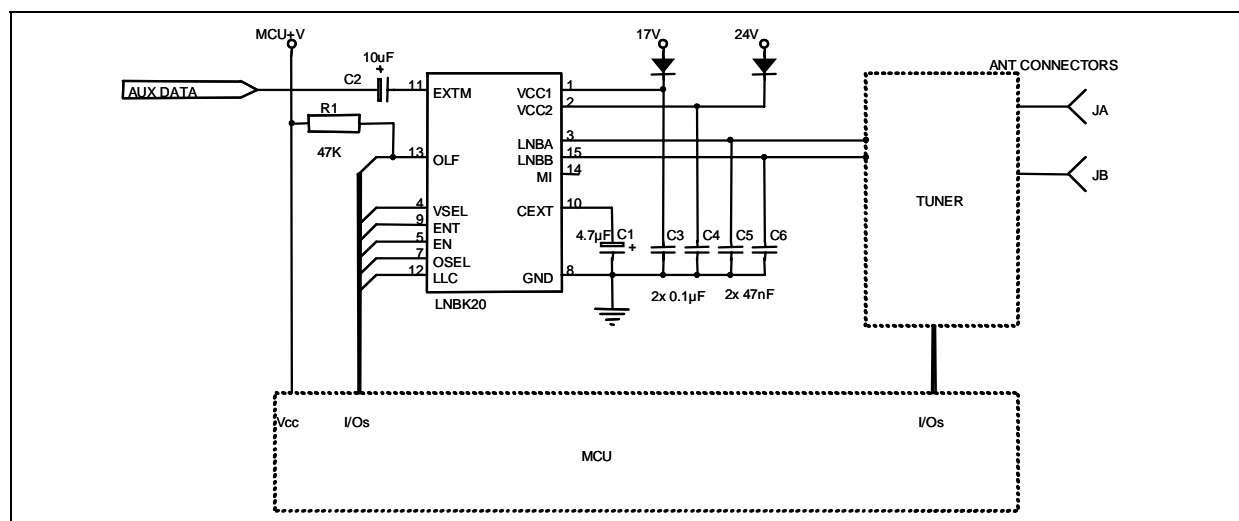 MCU+V
17V
24V
10uF
+
C2
ANT CONNECTORS
AUX DATA
11
EXTM
VCC1
1
VCC2
2
JA
R1
47K
LNBA
3
13
OLF
LNBB
15
MI
14
JB
TUNER
4
VSEL
CEXT
10
9
ENT
4.7µF
C1
+
C3
C4
C5
C6
5
EN
7
OSEL
12
LLC
GND
8
LNBK20
2x 0.1µF
2x 47nF
Vcc
I/Os
I/Os
MCU